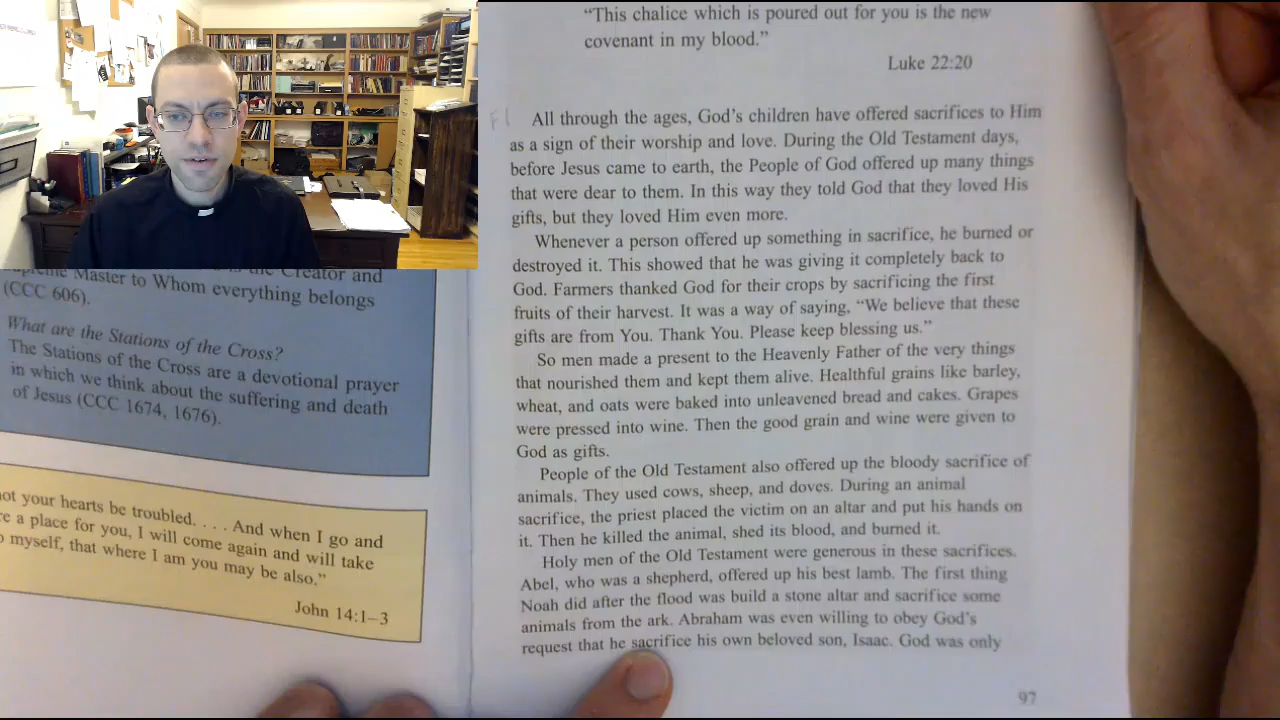 Creator and
Master to Whom everything belongs
(CCC 606).
What are the Stations of the Cross?
The Stations of the Cross are a devotional prayer
in which we think about the suffering and death
of Jesus (CCC 1674, 1676).
your hearts be troubled. . . . And when I go and
a place for you, I will come again and will take
myself, that where I am you may be also."
John 14:1–3
"This chalice which is poured out for you is the new
covenant in my blood."
Luke 22:20
All through the ages, God's children have offered sacrifices to Him
as a sign of their worship and love. During the Old Testament days,
before Jesus came to earth, the People of God offered up many things
that were dear to them. In this way they told God that they loved His
gifts, but they loved Him even more.
Whenever a person offered up something in sacrifice, he burned or
destroyed it. This showed that he was giving it completely back to
God. Farmers thanked God for their crops by sacrificing the first
fruits of their harvest. It was a way of saying, "We believe that these
gifts are from You. Thank You. Please keep blessing us."
So men made a present to the Heavenly Father of the very things
that nourished them and kept them alive. Healthful grains like barley,
wheat, and oats were baked into unleavened bread and cakes. Grapes
were pressed into wine. Then the good grain and wine were given to
God as gifts.
People of the Old Testament also offered up the bloody sacrifice of
animals. They used cows, sheep, and doves. During an animal
sacrifice, the priest placed the victim on an altar and put his hands on
it. Then he killed the animal, shed its blood, and burned it.
Holy men of the Old Testament were generous in these sacrifices.
Abel, who was a shepherd, offered up his best lamb. The first thing
Noah did after the flood was build a stone altar and sacrifice some
animals from the ark. Abraham was even willing to obey God's
request that he sacrifice his own beloved son, Isaac. God was only
97